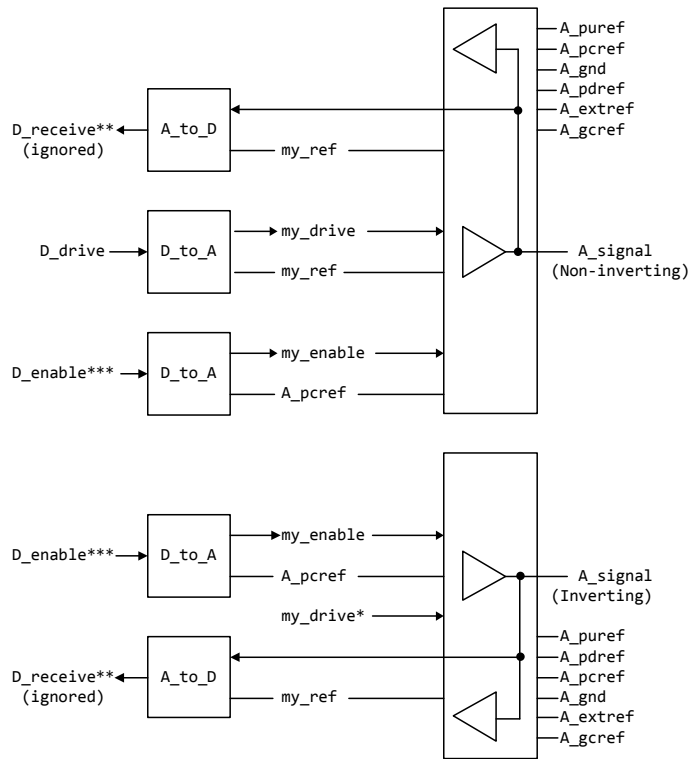 A_puref
A_pcref
A_gnd
A_pdref
A_extref
A_gcref
D_receive**
(ignored)
A_to_D
my_ref
D_drive
D_to_A
my_drive
my_ref
A_signal
(Non-inverting)
D_enable***
D_to_A
my_enable
A_pcref
D_enable***
D_to_A
my_enable
A_pcref
my_drive*
A_signal
(Inverting)
D_receive**
(ignored)
A_to_D
my_ref
A_puref
A_pdref
A_pcref
A_gnd
A_extref
A_gcref